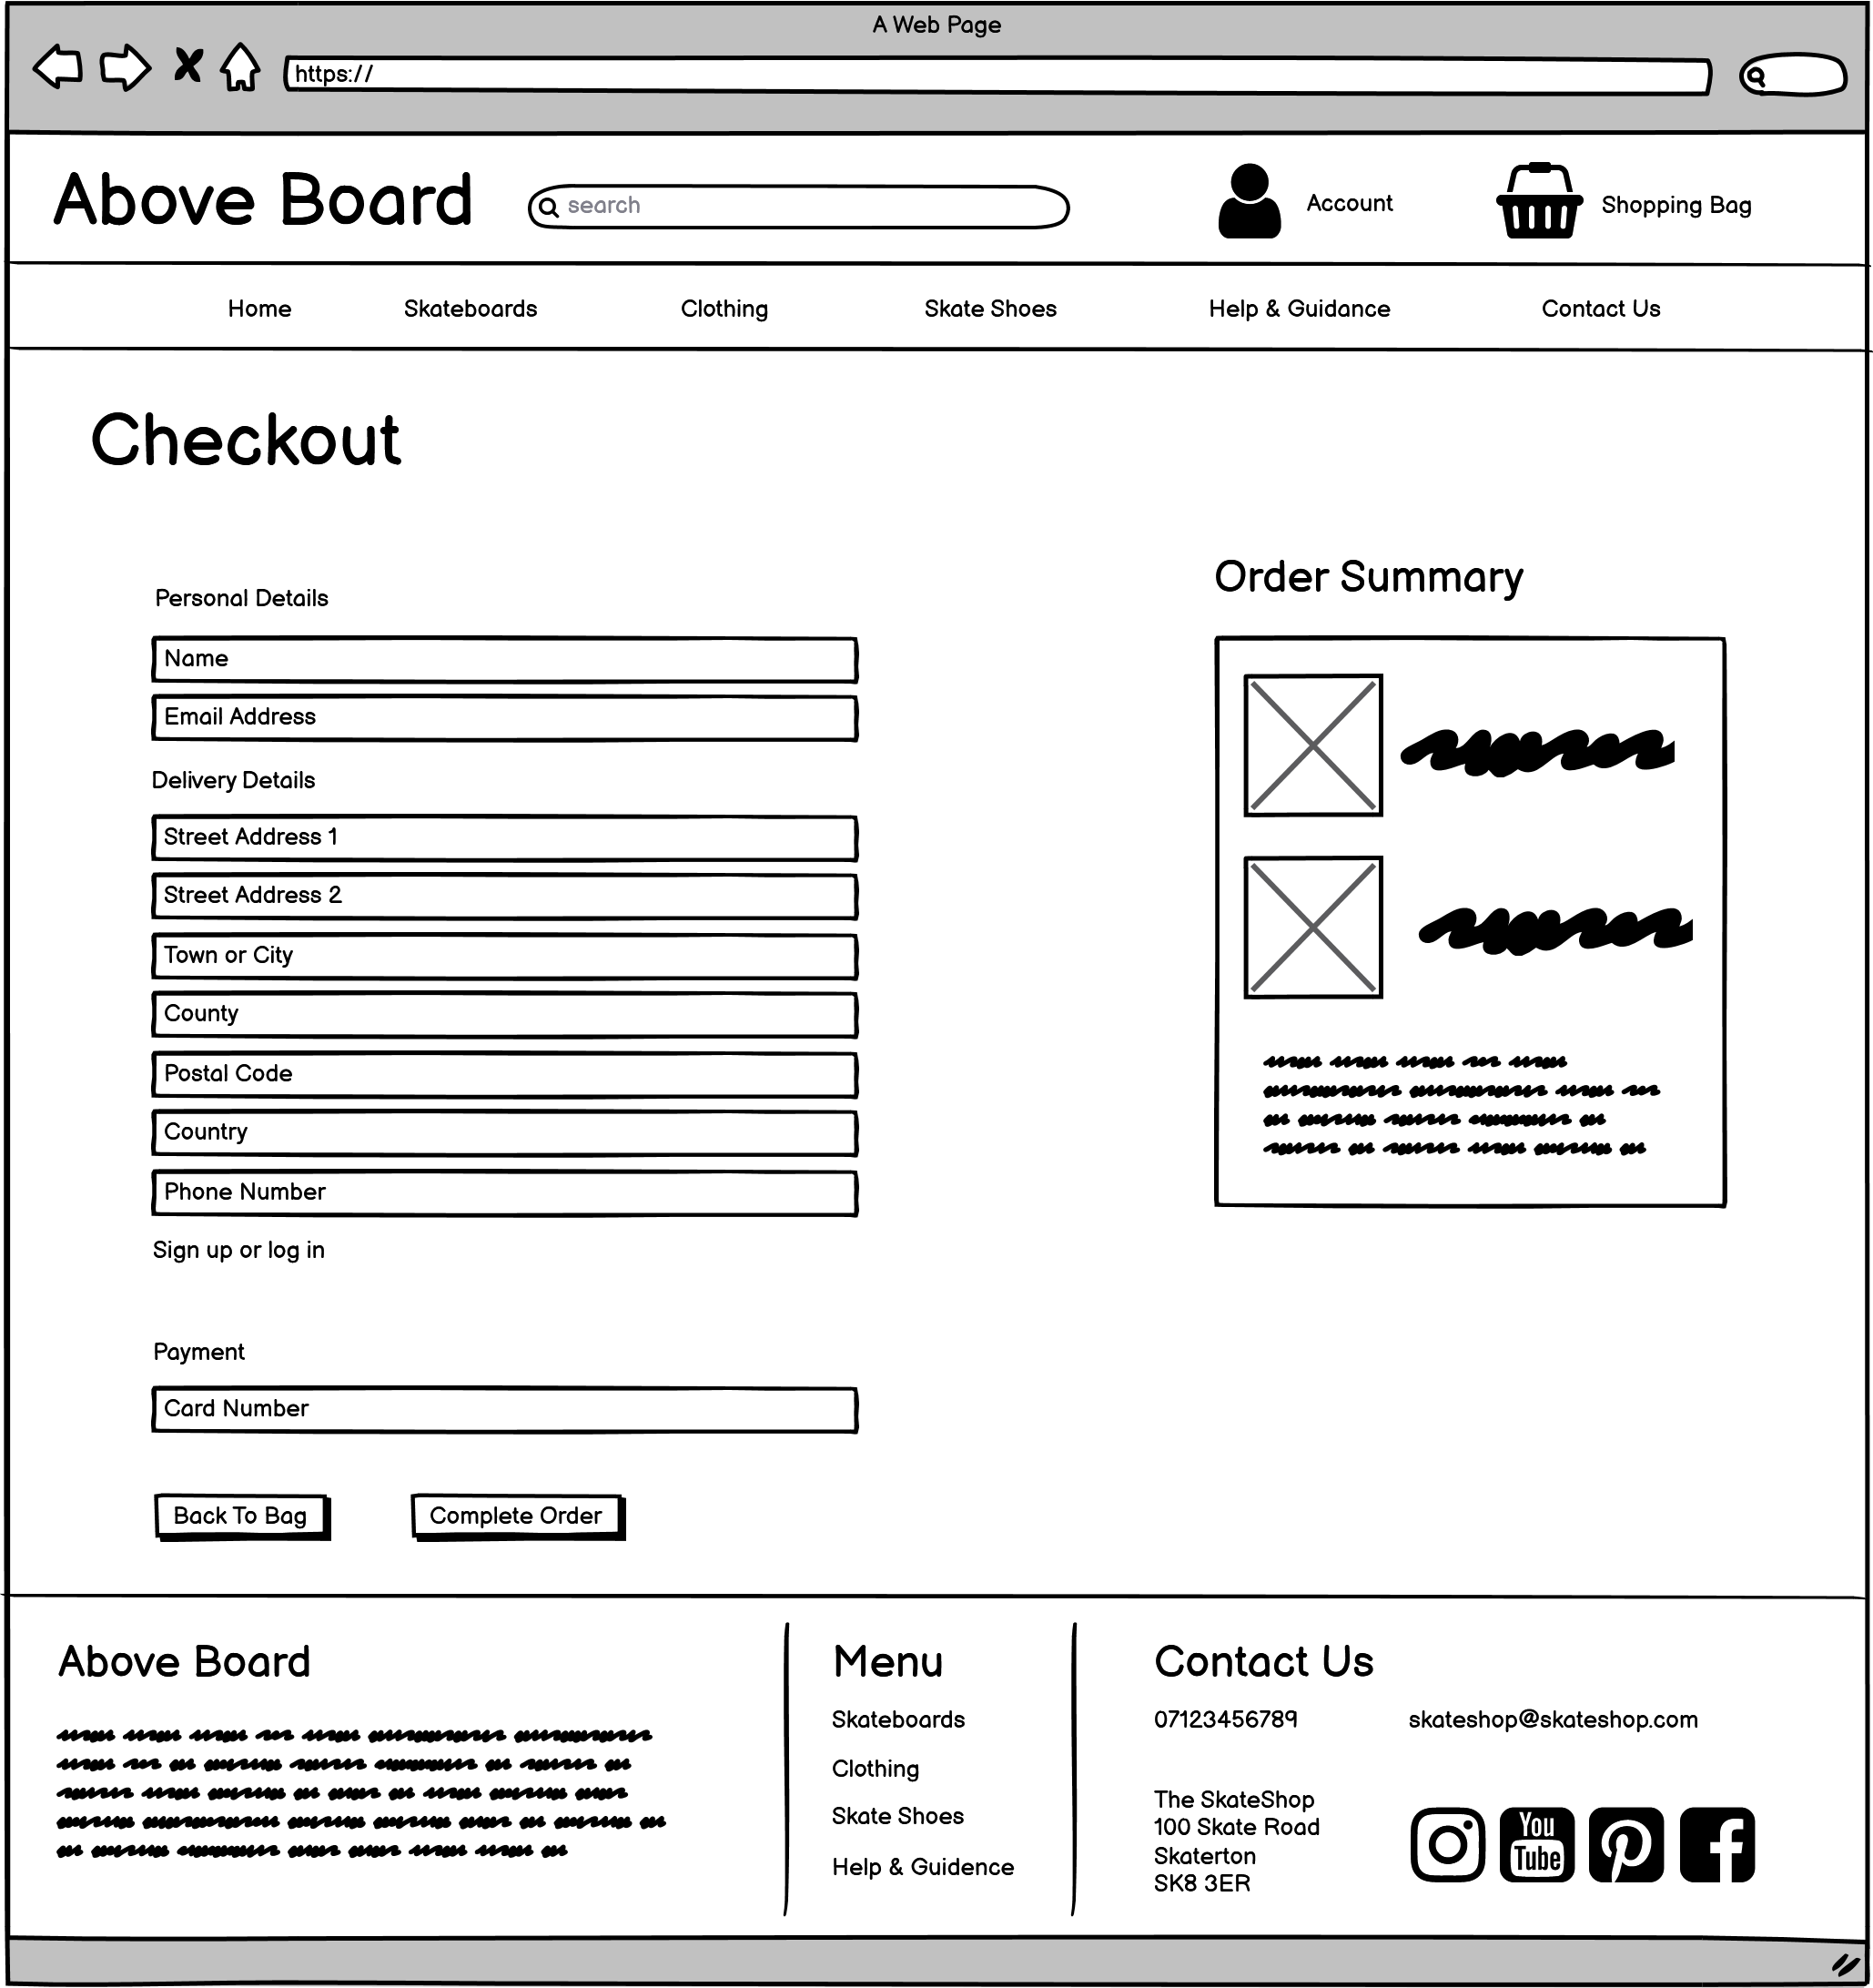 A Web Page
https://
Above Board
search
Account
Shopping Bag
Home
Skateboards
Clothing
Skate Shoes
Help & Guidance
Contact Us
Checkout
Order Summary
Personal Details
Name
Email Address
Delivery Details
Street Address 1
Street Address 2
Town or City
County
Postal Code
Country
Phone Number
Sign up or log in
Payment
Card Number
Back To Bag
Complete Order
Above Board
Menu
Skateboards
Clothing
Skate Shoes
Help & Guidence
Contact Us
07123456789
skateshop@skateshop.com
The SkateShop
100 Skate Road
Skaterton
SK8 3ER
You
Tube